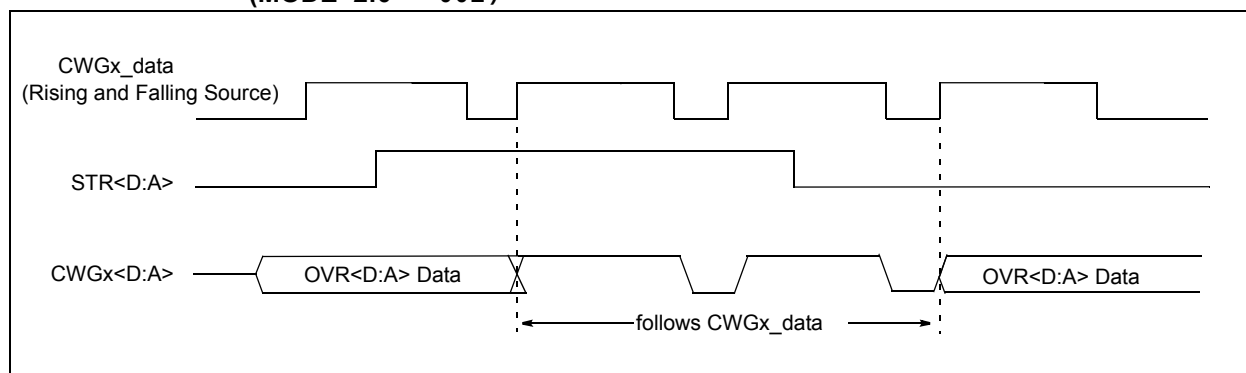 CWGx_data
(Rising and Falling Source)
STR<D:A>
CWGx<D:A>
OVR<D:A> Data
OVR<D:A> Data
follows CWGx_data